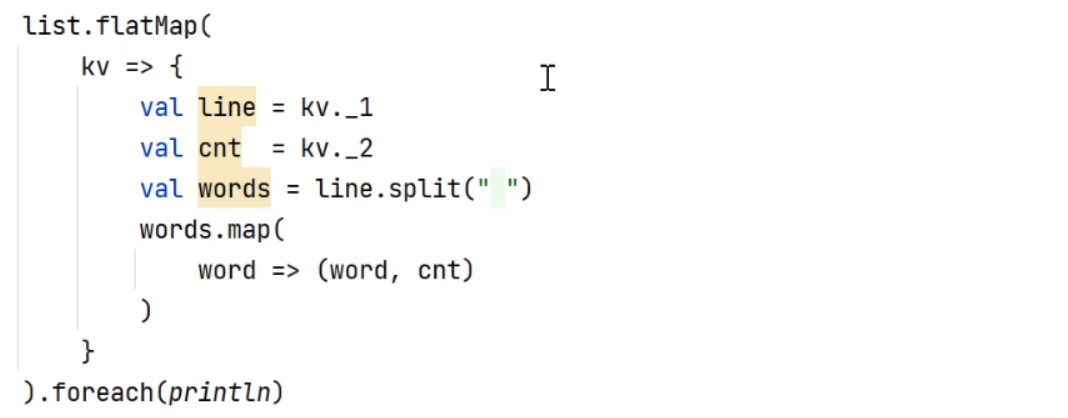 list.flatMap(
    kv => {
        val line = kv._1
        val cnt  = kv._2
        val words = line.split(" ")
        words.map(
            word => (word, cnt)
        )
    }
).foreach(println)